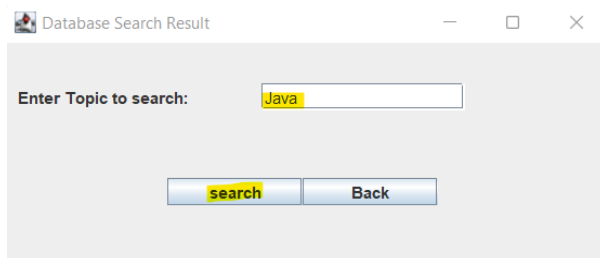 Database Search Result
Enter Topic to search: Java
search Back